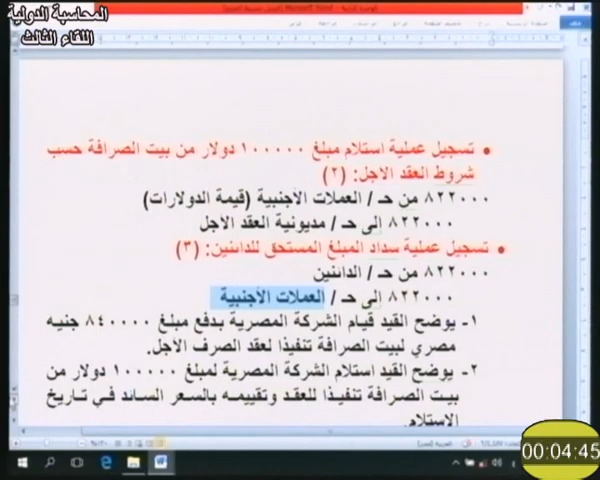 المحاسبة الدولية
اللقاء الثالث
• تسجيل عملية استلام مبلغ ١٠٠٠٠٠ دولار من بيت الصرافة حسب
شروط العقد الاجل: (٢)
٨٢٢٠٠٠ من حـ / العملات الأجنبية (قيمة الدولارات)
٨٢٢٠٠٠ إلى حـ / مديونية العقد الأجل
• تسجيل عملية سداد المبلغ المستحق للدائنين: (٣)
٨٢٢٠٠٠ من حـ / الدائنين
٨٢٢٠٠٠ إلى حـ / العملات الأجنبية
١- يوضح القيد قيام الشركة المصرية بدفع مبلغ ٨٤٠٠٠٠ جنيه
مصري لبيت الصرافة تنفيذا لعقد الصرف الأجل.
٢- يوضح القيد استلام الشركة المصرية لمبلغ ١٠٠٠٠٠ دولار من
بيت الصرافة تنفيذا للعقد وتقييمه بالسعر السائد في تاريخ
الاستلام.
00:04:45